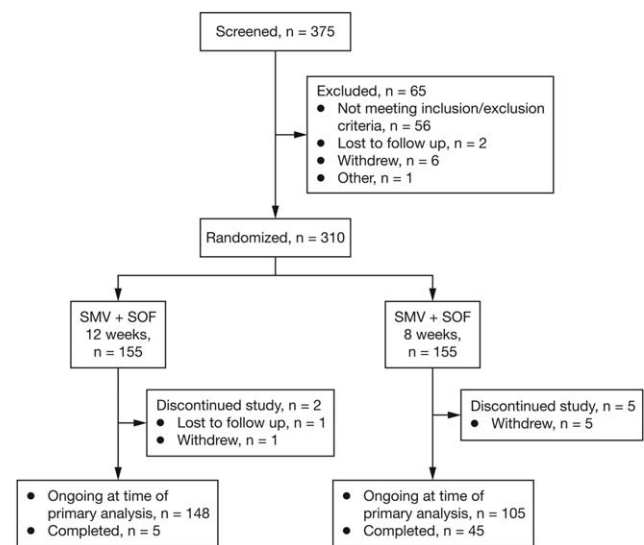 Screened, n = 375
Excluded, n = 65
● Not meeting inclusion/exclusion
criteria, n = 56
● Lost to follow up, n = 2
● Withdrew, n = 6
● Other, n = 1
Randomized, n = 310
SMV + SOF
12 weeks,
n = 155
SMV + SOF
8 weeks,
n = 155
Discontinued study, n = 2
● Lost to follow up, n = 1
● Withdrew, n = 1
Discontinued study, n = 5
● Withdrew, n = 5
● Ongoing at time of
primary analysis, n = 148
● Completed, n = 5
● Ongoing at time of
primary analysis, n = 105
● Completed, n = 45